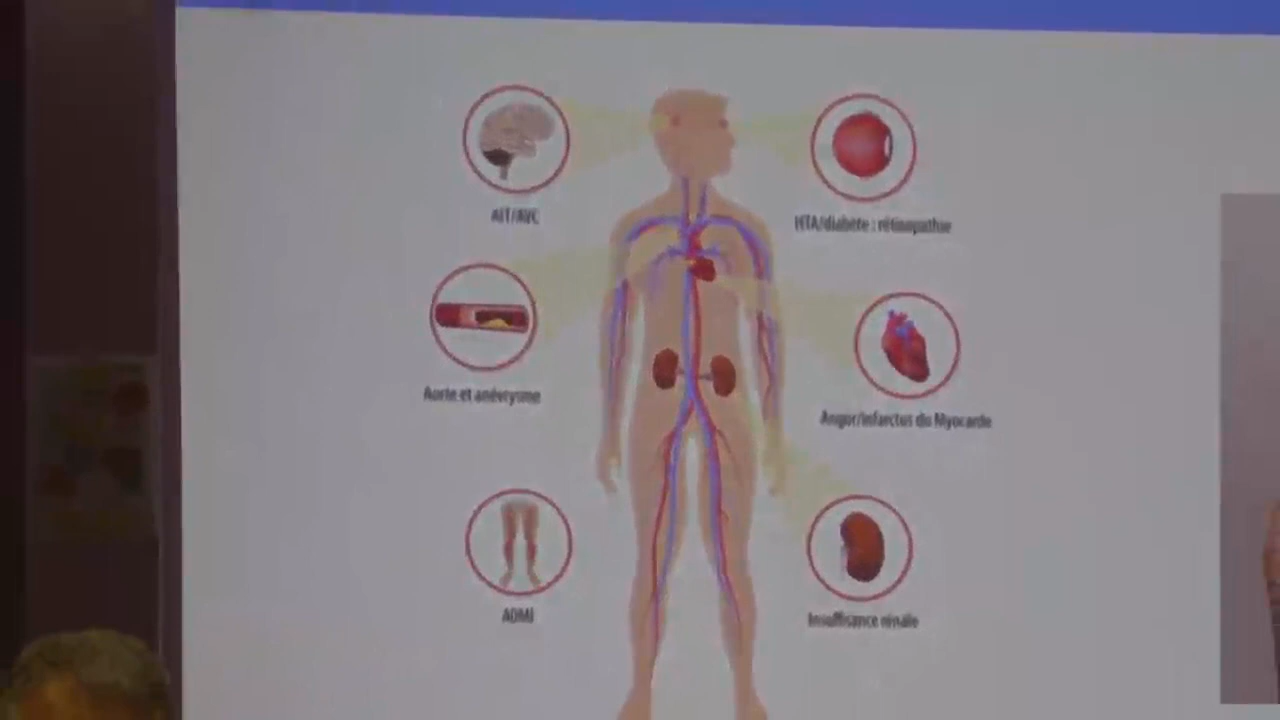 AIT/AVC
HTA/diabète : rétinopathie
Aorte et anévrysme
Angor/infarctus du Myocarde
AOMI
Insuffisance rénale